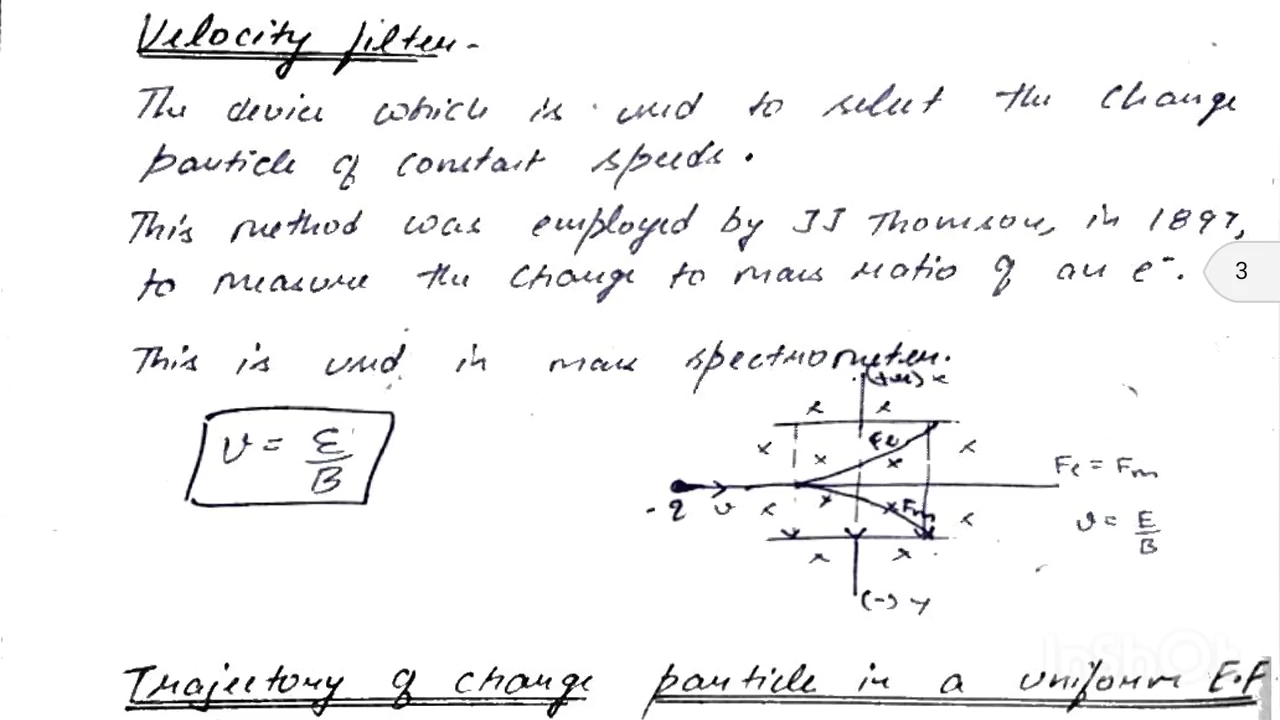 Velocity filter-
The device which is used to select the charge
particle of constant speeds.
This method was employed by JJ Thomson, in 1897,
to measure the charge to mass ratio of an e⁻.
3
This is used in mass spectrometer.
(+ve) x
x x
v = E/B
x Fe x
x x
Fe = Fm
-q v x x x Fm x
v = E/B
x x
(-) y
InShOt
Trajectory of charge particle in a uniform E.F